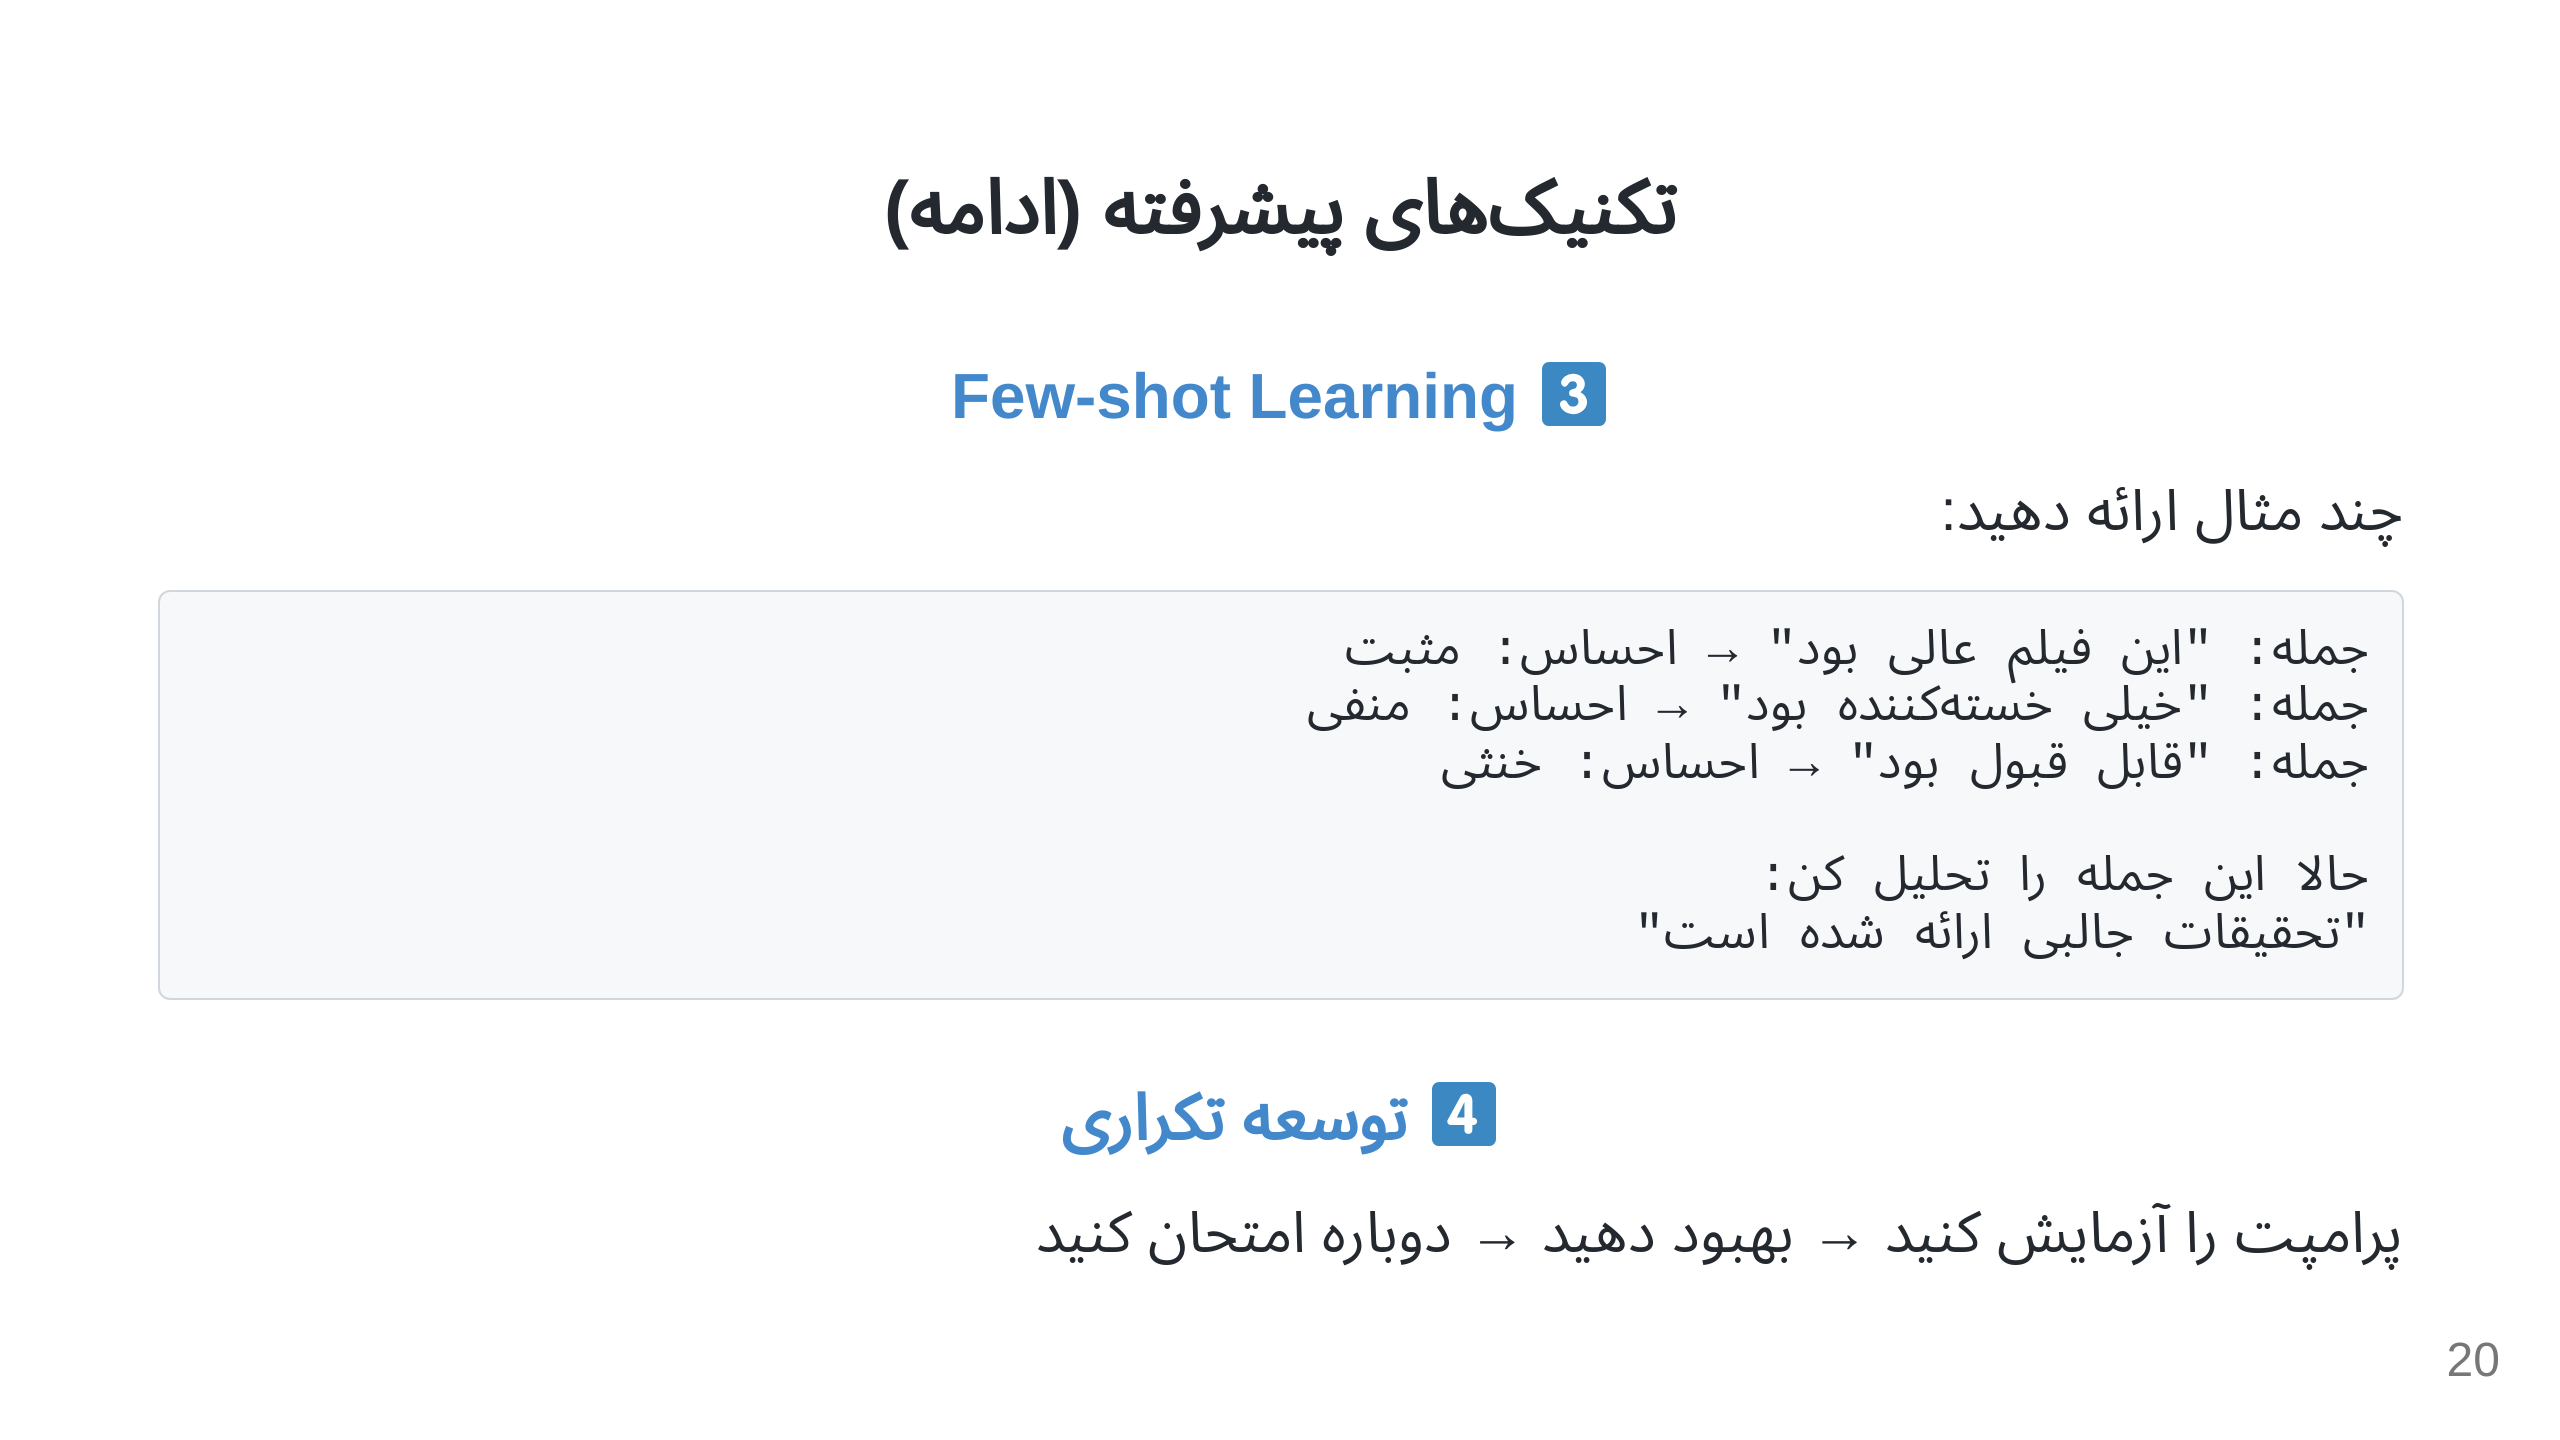 تکنیک‌های پیشرفته (ادامه)
3️⃣ Few-shot Learning
چند مثال ارائه دهید:
جمله: "این فیلم عالی بود" → احساس: مثبت
جمله: "خیلی خسته‌کننده بود" → احساس: منفی
جمله: "قابل قبول بود" → احساس: خنثی
حالا این جمله را تحلیل کن:
"تحقیقات جالبی ارائه شده است"
4️⃣ توسعه تکراری
پرامپت را آزمایش کنید → بهبود دهید → دوباره امتحان کنید
20